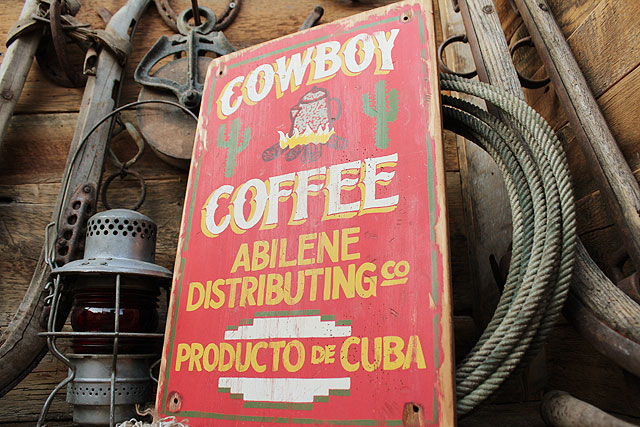 COWBOY
COFFEE
ABILENE
DISTRIBUTING CO
PRODUCTO DE CUBA